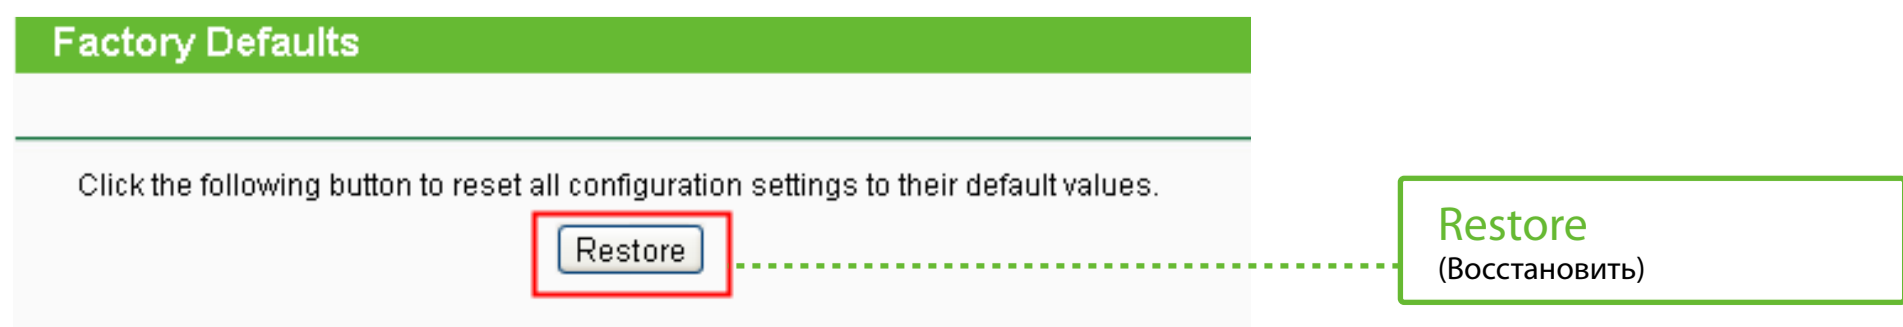 Factory Defaults
Click the following button to reset all configuration settings to their default values.
Restore
Restore
(Восстановить)